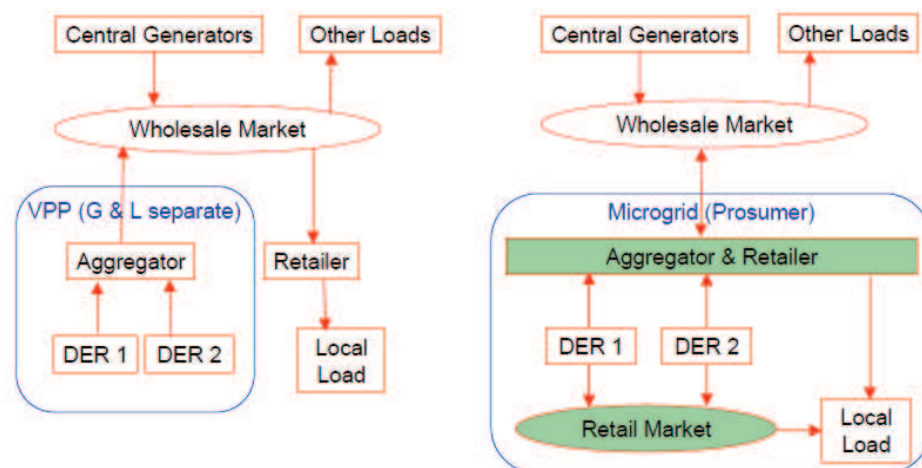 Central Generators
Other Loads
Wholesale Market
VPP (G & L separate)
Aggregator
Retailer
DER 1
DER 2
Local
Load
Central Generators
Other Loads
Wholesale Market
Microgrid (Prosumer)
Aggregator & Retailer
DER 1
DER 2
Retail Market
Local
Load